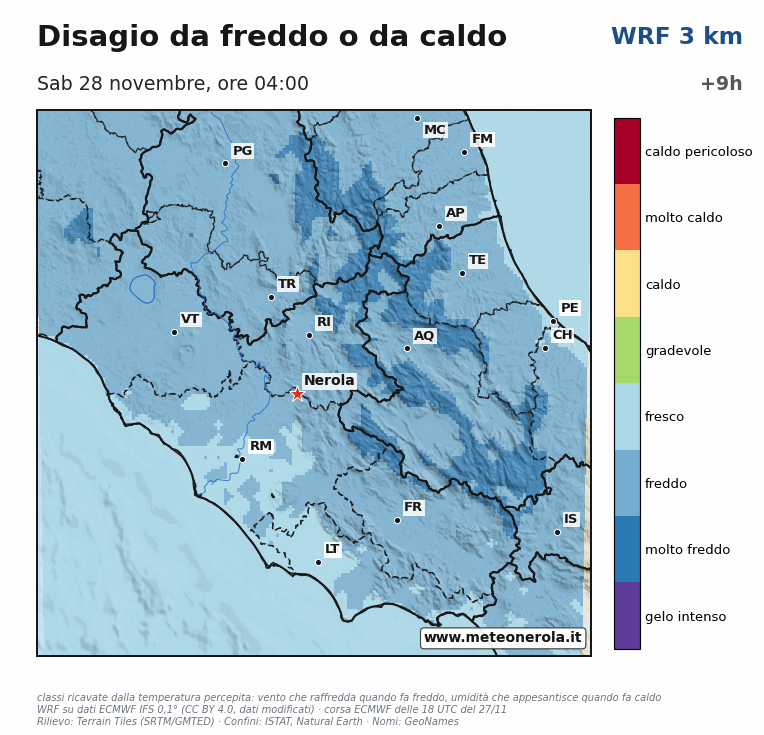 Disagio da freddo o da caldo
WRF 3 km
Sab 28 novembre, ore 04:00
+9h
MC
FM
PG
AP
TE
TR
PE
VT
RI
AQ
CH
Nerola
RM
FR
IS
LT
www.meteonerola.it
caldo pericoloso
molto caldo
caldo
gradevole
fresco
freddo
molto freddo
gelo intenso
classi ricavate dalla temperatura percepita: vento che raffredda quando fa freddo, umidità che appesantisce quando fa caldo
WRF su dati ECMWF IFS 0,1° (CC BY 4.0, dati modificati) · corsa ECMWF delle 18 UTC del 27/11
Rilievo: Terrain Tiles (SRTM/GMTED) · Confini: ISTAT, Natural Earth · Nomi: GeoNames